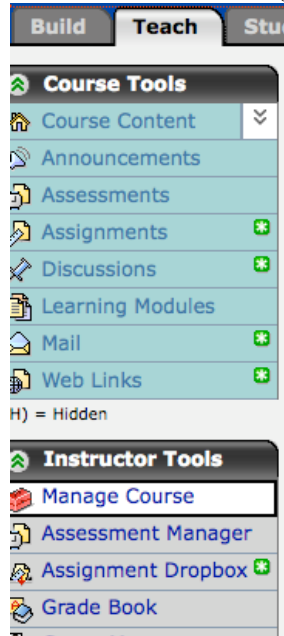 Build Teach Stu
Course Tools
Course Content
Announcements
Assessments
Assignments
Discussions
Learning Modules
Mail
Web Links
H) = Hidden
Instructor Tools
Manage Course
Assessment Manager
Assignment Dropbox
Grade Book